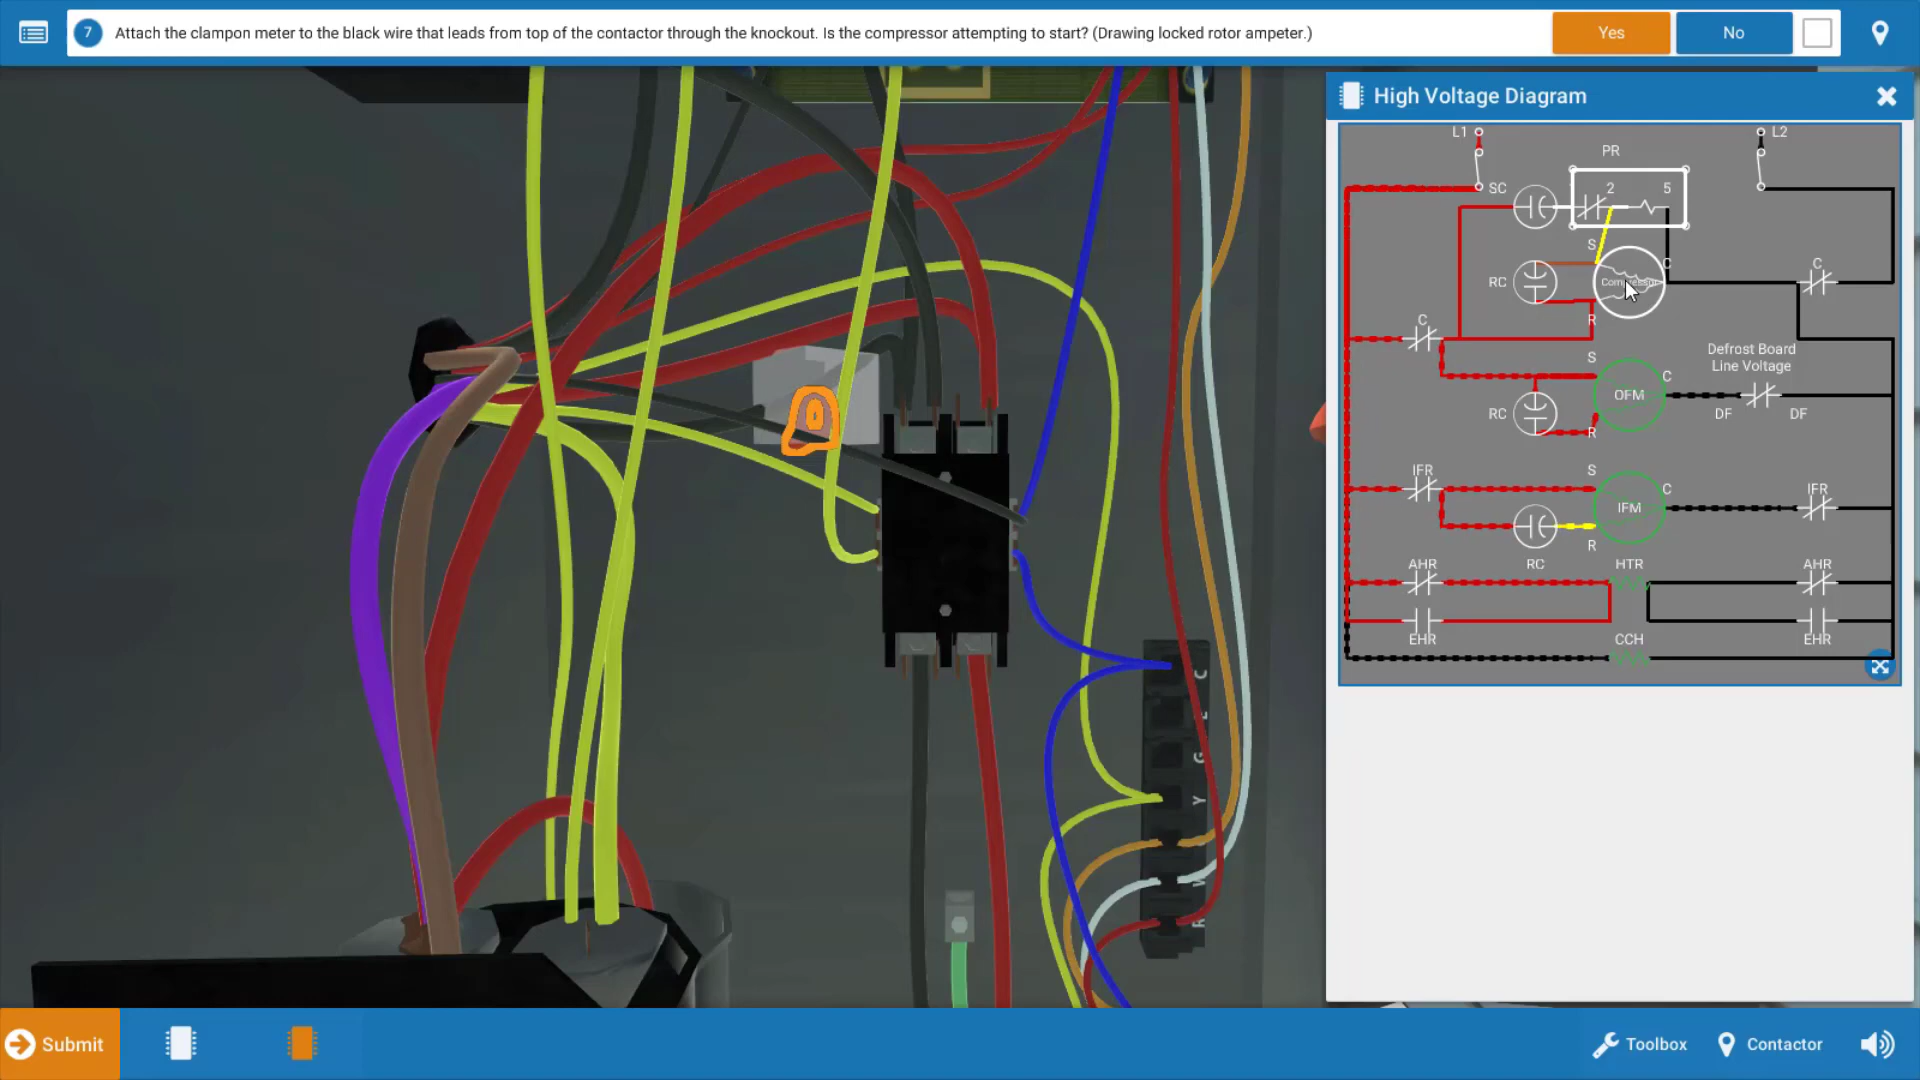 7 Attach the clampon meter to the black wire that leads from top of the contactor through the knockout. Is the compressor attempting to start? (Drawing locked rotor ampeter.) Yes No
High Voltage Diagram
L1 L2
PR
SC 2 5
S
C C
RC Compressor
R
C
S
Defrost Board
Line Voltage
C
OFM
RC DF DF
R
IFR S
C IFR
IFM
R
AHR RC HTR AHR
EHR CCH EHR
C
G
Y
W
R
Submit Toolbox Contactor